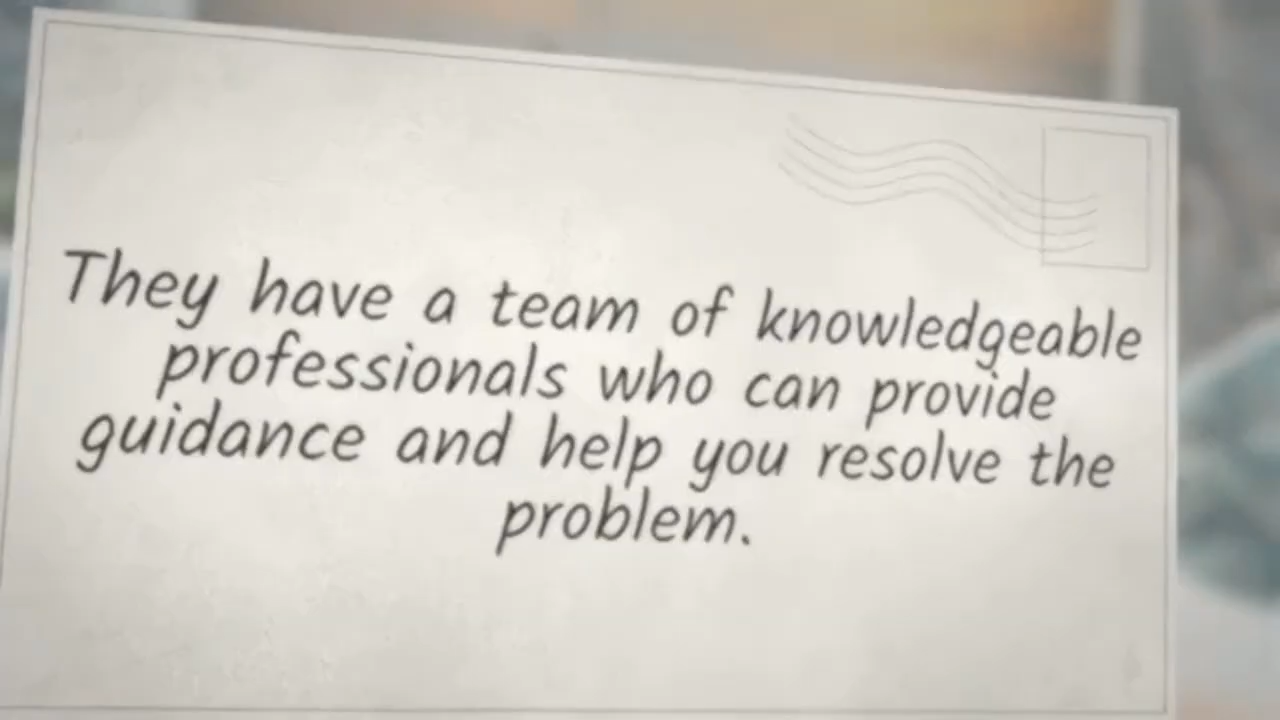 They have a team of knowledgeable
professionals who can provide
guidance and help you resolve the
problem.